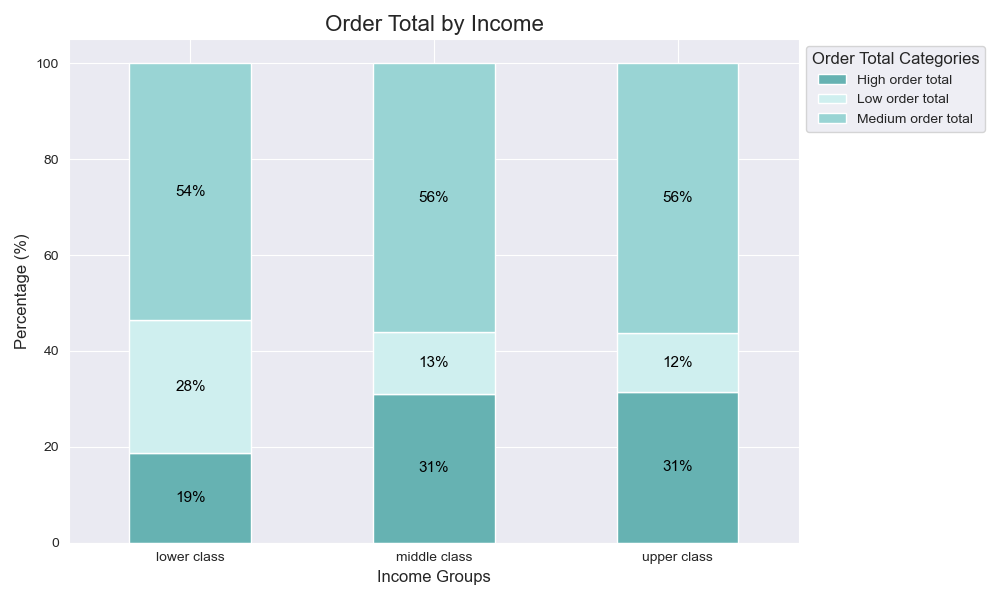 Order Total by Income
Order Total Categories
High order total
Low order total
Medium order total
Percentage (%)
100
80
60
40
20
0
54%
56%
56%
28%
13%
12%
19%
31%
31%
lower class
middle class
upper class
Income Groups